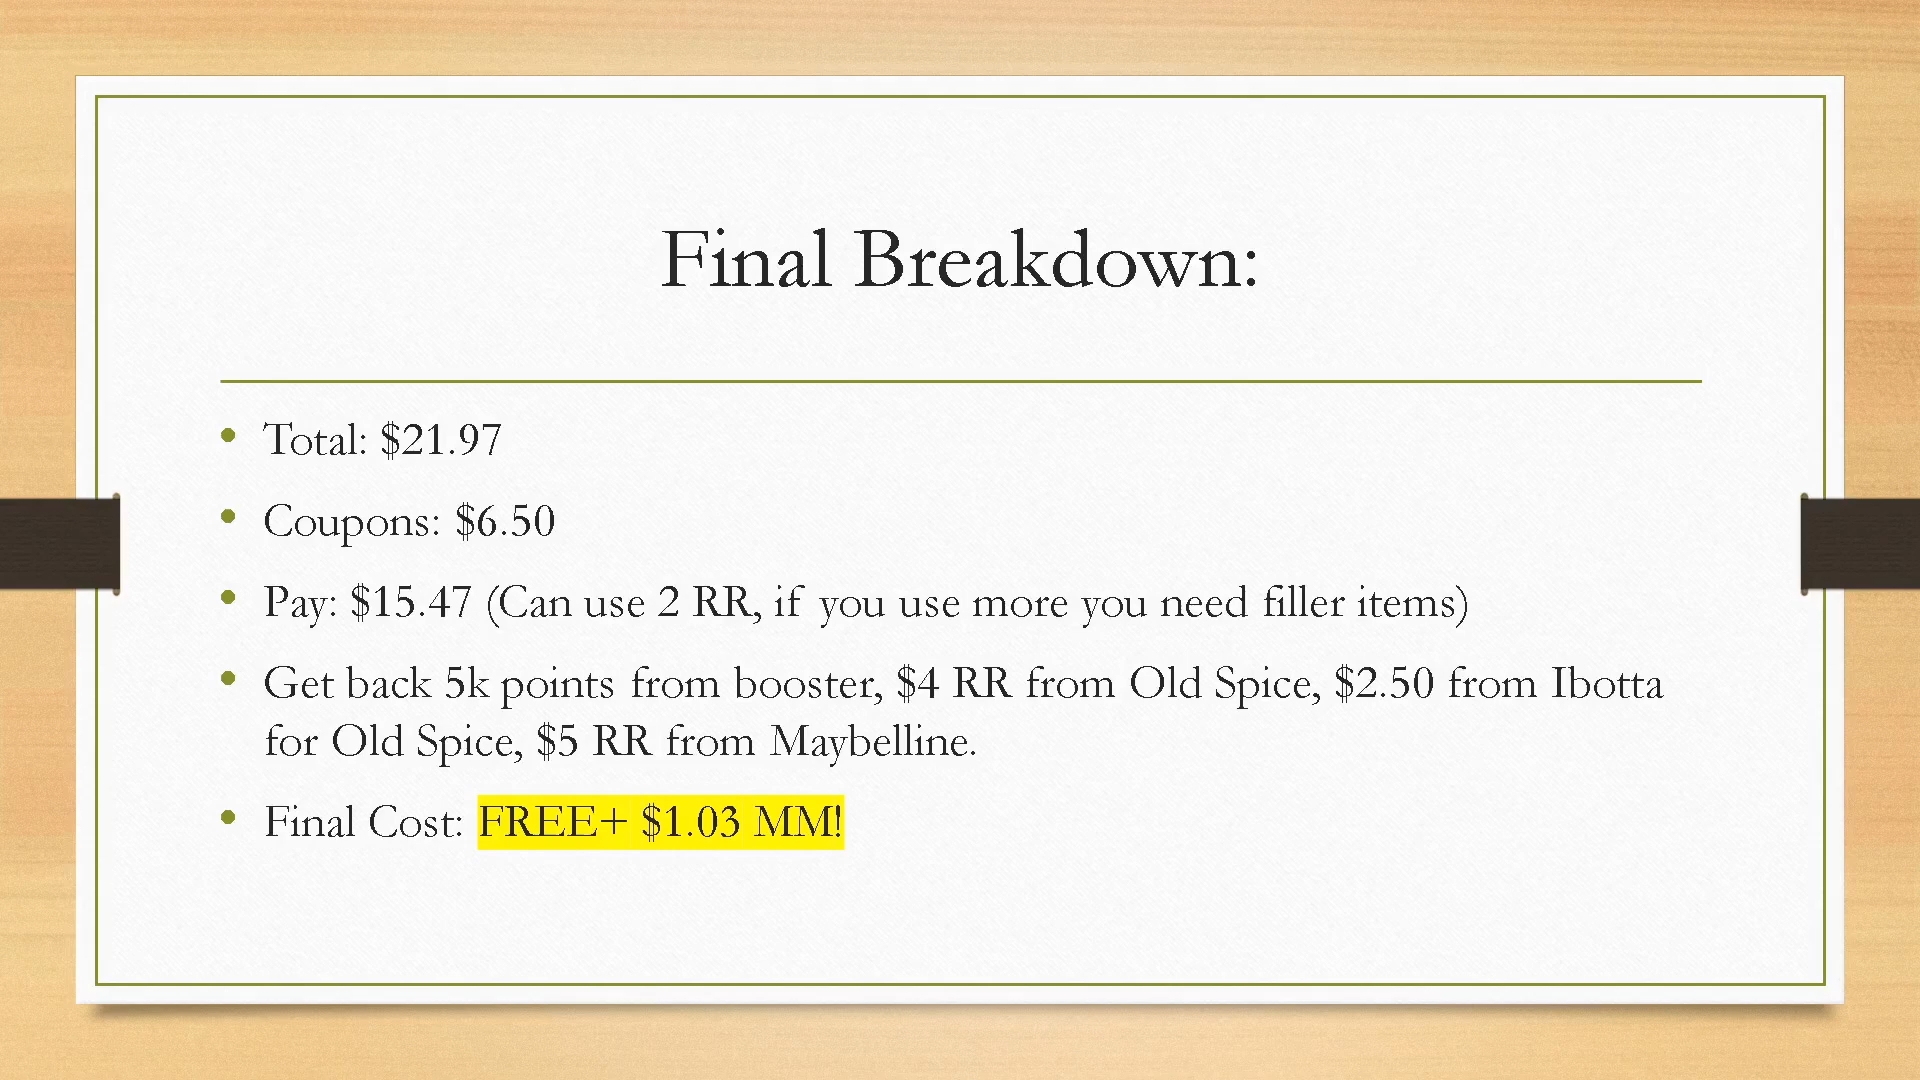 Final Breakdown:
• Total: $21.97
• Coupons: $6.50
• Pay: $15.47 (Can use 2 RR, if you use more you need filler items)
• Get back 5k points from booster, $4 RR from Old Spice, $2.50 from Ibotta
for Old Spice, $5 RR from Maybelline.
• Final Cost: FREE+ $1.03 MM!